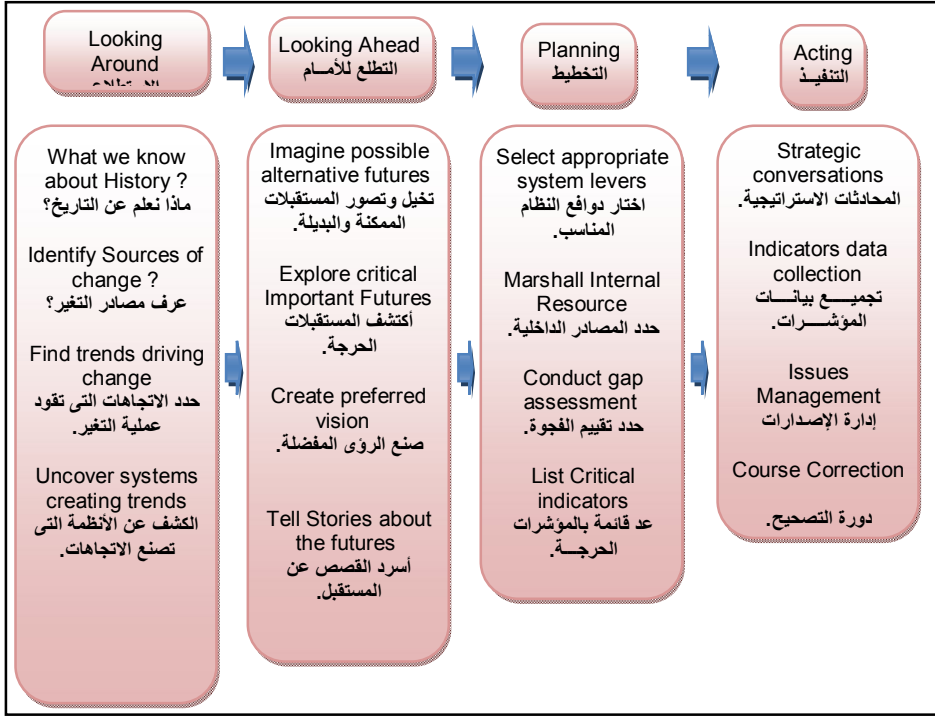 Looking
Around
الاستطلاع
Looking Ahead
التطلع للأمـــام
Planning
التخطيط
Acting
التنفيــذ
What we know
about History ?
ماذا نعلم عن التاريخ؟
Identify Sources of
change ?
عرف مصادر التغير؟
Find trends driving
change
حدد الاتجاهات التى تقود
عملية التغير.
Uncover systems
creating trends
الكشف عن الأنظمة التى
تصنع الاتجاهات.
Imagine possible
alternative futures
تخيل وتصور المستقبلات
الممكنة والبديلة.
Explore critical
Important Futures
أكتشف المستقبلات
الحرجة.
Create preferred
vision
صنع الرؤى المفضلة.
Tell Stories about
the futures
أسرد القصص عن
المستقبل.
Select appropriate
system levers
اختار دوافع النظام
المناسب.
Marshall Internal
Resource
حدد المصادر الداخلية.
Conduct gap
assessment
حدد تقييم الفجوة.
List Critical
indicators
عد قائمة بالمؤشرات
الحرجـــة.
Strategic
conversations
المحادثات الاستراتيجية.
Indicators data
collection
تجميـــع بيانـــات
المؤشـــرات.
Issues
Management
إدارة الإصدارات
Course Correction
دورة التصحيح.